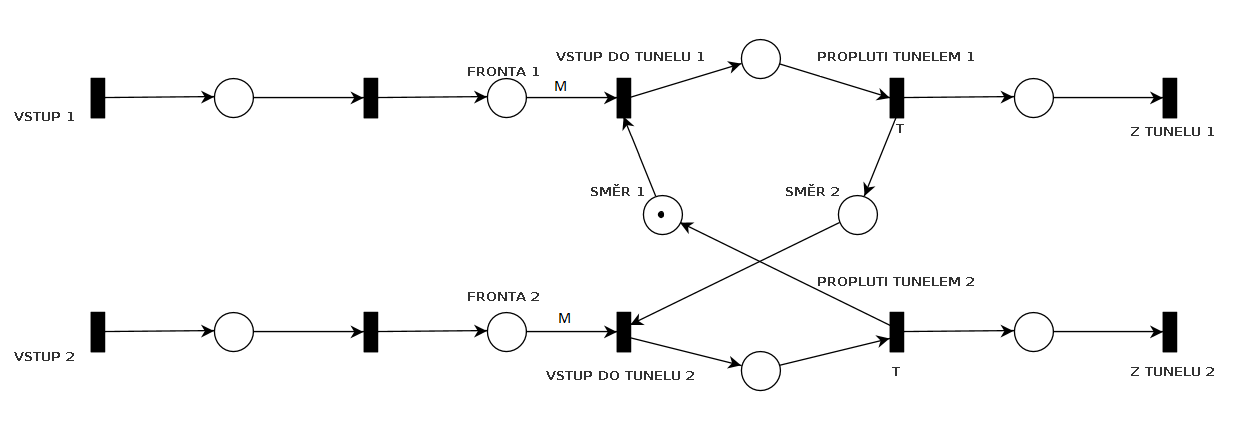 VSTUP DO TUNELU 1
PROPLUTI TUNELEM 1
FRONTA 1
M
VSTUP 1
T
Z TUNELU 1
SMĚR 1
SMĚR 2
PROPLUTI TUNELEM 2
FRONTA 2
M
VSTUP 2
VSTUP DO TUNELU 2
T
Z TUNELU 2